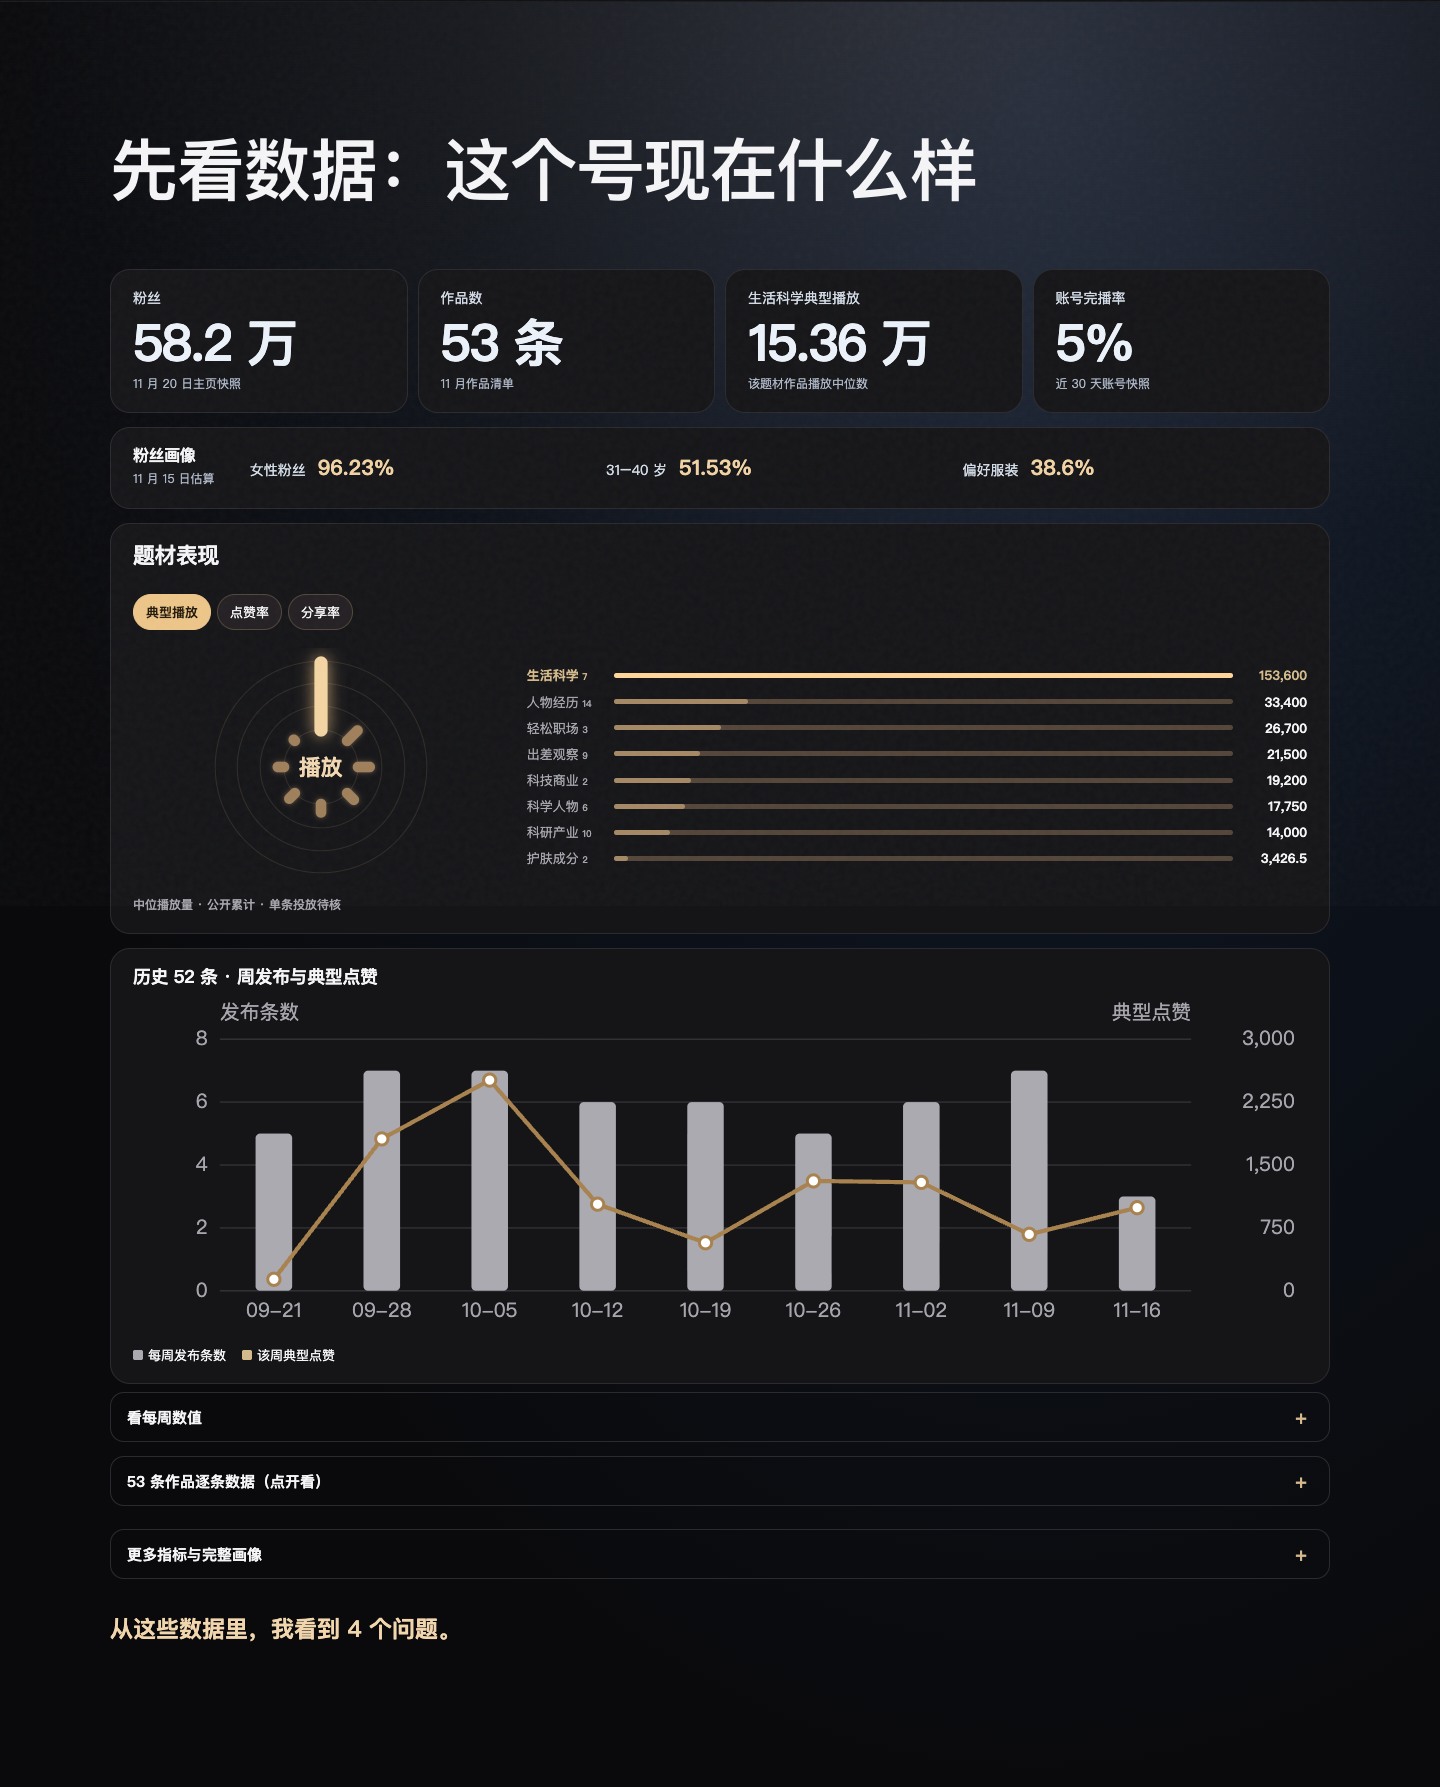 先看数据：这个号现在什么样
粉丝
58.2 万
11 月 20 日主页快照
作品数
53 条
11 月作品清单
生活科学典型播放
15.36 万
该题材作品播放中位数
账号完播率
5%
近 30 天账号快照
粉丝画像
11 月 15 日估算
女性粉丝 96.23%
31—40 岁 51.53%
偏好服装 38.6%
题材表现
典型播放 点赞率 分享率
播放
生活科学 7 153,600
人物经历 14 33,400
轻松职场 3 26,700
出差观察 9 21,500
科技商业 2 19,200
科学人物 6 17,750
科研产业 10 14,000
护肤成分 2 3,426.5
中位播放量 · 公开累计 · 单条投放待核
历史 52 条 · 周发布与典型点赞
发布条数 典型点赞
8 3,000
6 2,250
4 1,500
2 750
0 0
09—21 09—28 10—05 10—12 10—19 10—26 11—02 11—09 11—16
每周发布条数 该周典型点赞
看每周数值 +
53 条作品逐条数据（点开看） +
更多指标与完整画像 +
从这些数据里，我看到 4 个问题。